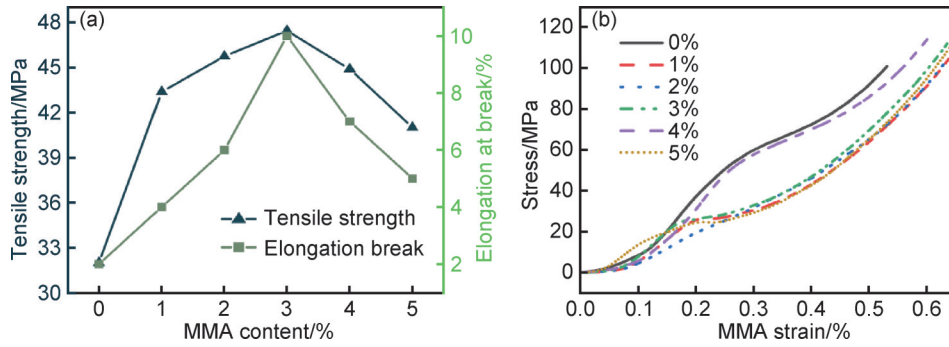 (a)
Tensile strength/MPa
48
45
42
39
36
33
30
Tensile strength
Elongation break
0 1 2 3 4 5
MMA content/%
10
8
6
4
2
Elongation at break/%
(b)
Stress/MPa
120
100
80
60
40
20
0
0%
1%
2%
3%
4%
5%
0 0.1 0.2 0.3 0.4 0.5 0.6
MMA strain/%